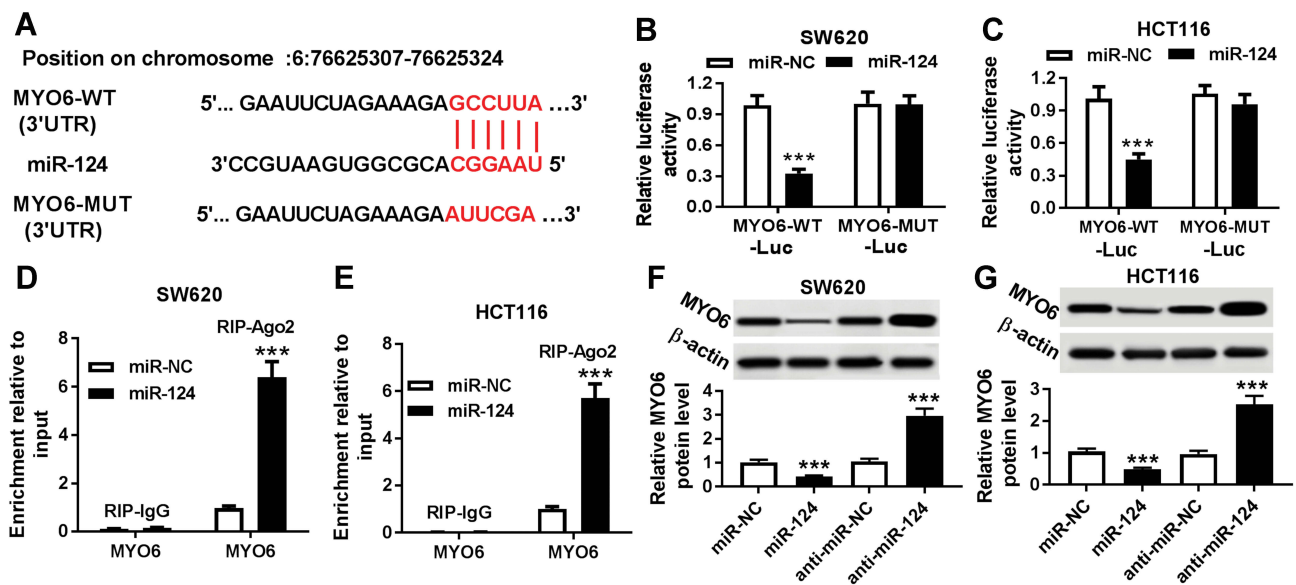 A
Position on chromosome :6:76625307-76625324
MYO6-WT 5'... GAAUUCUAGAAAGAGCCUUA ...3'
(3'UTR)
miR-124 3'CCGUAAGUGGCGCACGGAAU 5'
MYO6-MUT 5'... GAAUUCUAGAAAGAAUUCGA ...3'
(3'UTR)
B
SW620
miR-NC miR-124
Relative luciferase
activity
1.2
0.9
0.6
0.3
0.0
***
MYO6-WT MYO6-MUT
-Luc -Luc
C
HCT116
miR-NC miR-124
Relative luciferase
activity
1.2
0.9
0.6
0.3
0.0
***
MYO6-WT MYO6-MUT
-Luc -Luc
D
SW620
RIP-Ago2
***
miR-NC
miR-124
Enrichment relative to
input
8
6
4
2
0
RIP-IgG
MYO6 MYO6
E
HCT116
RIP-Ago2
***
miR-NC
miR-124
Enrichment relative to
input
8
6
4
2
0
RIP-IgG
MYO6 MYO6
F
SW620
MYO6
β-actin
Relative MYO6
potein level
4
3
2
1
0
***
***
miR-NC
miR-124
anti-miR-NC
anti-miR-124
G
HCT116
MYO6
β-actin
Relative MYO6
potein level
3
2
1
0
***
***
miR-NC
miR-124
anti-miR-NC
anti-miR-124